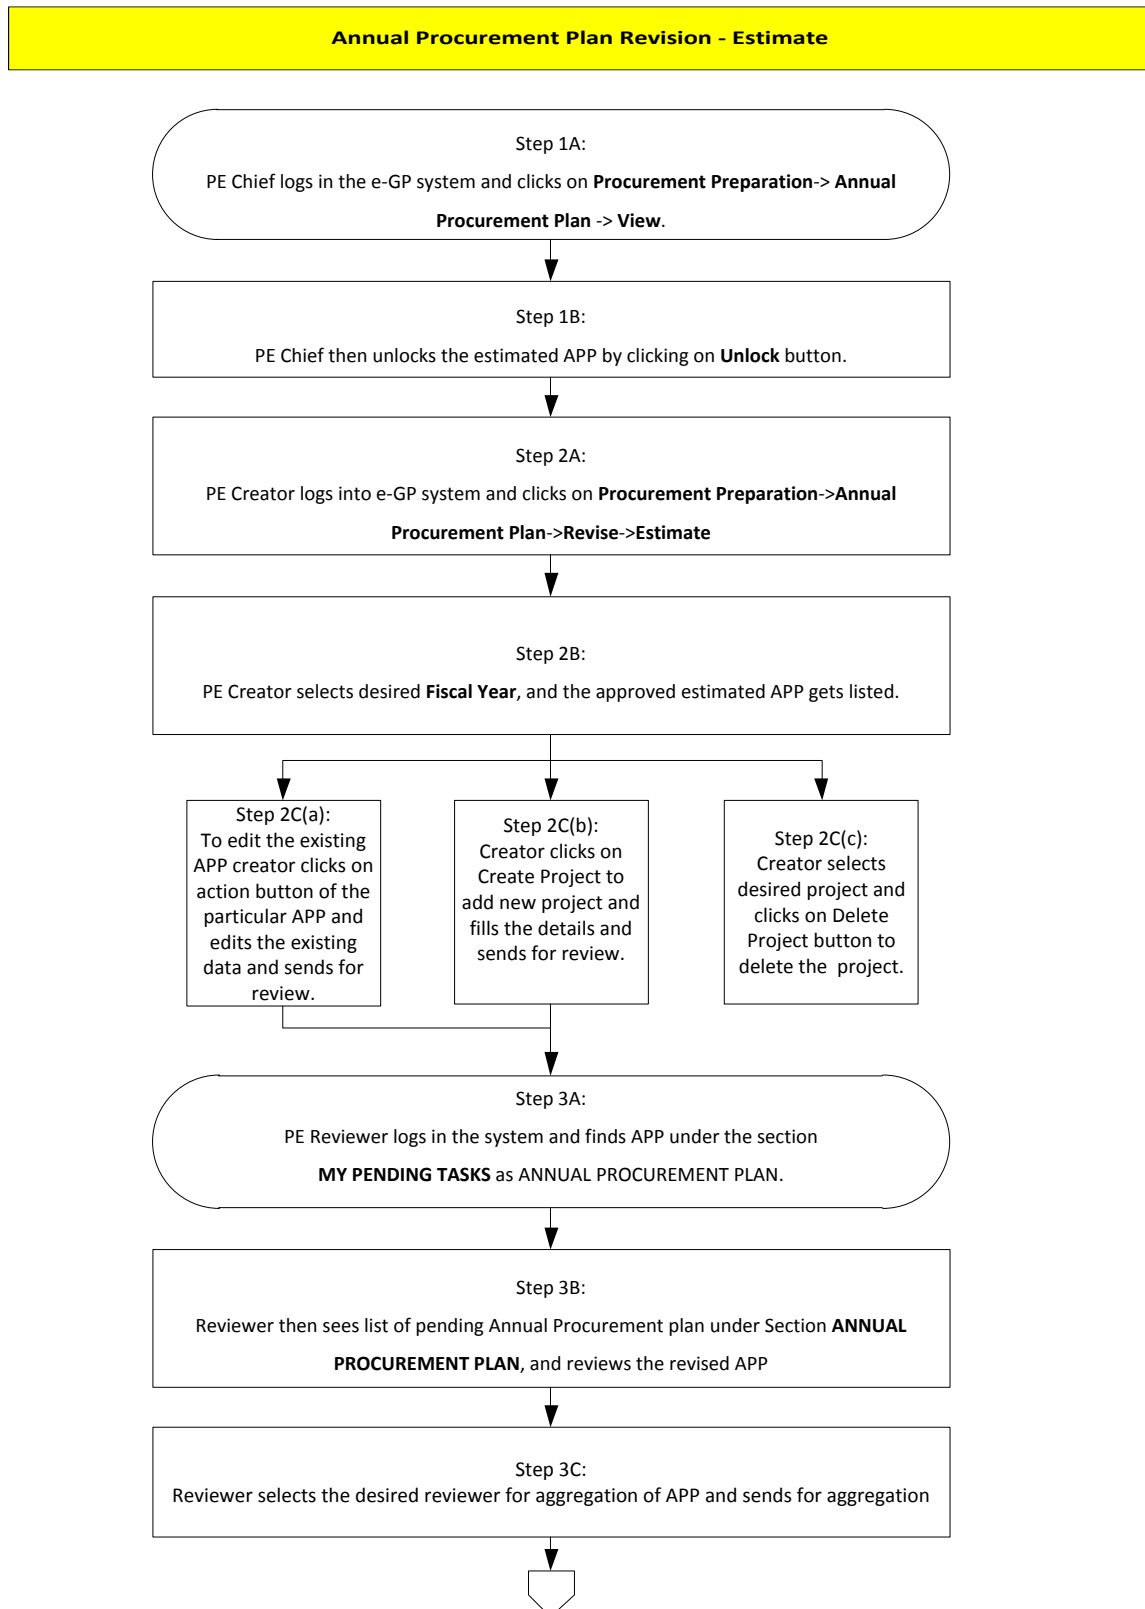 Annual Procurement Plan Revision - Estimate
Step 1A:
PE Chief logs in the e-GP system and clicks on Procurement Preparation-> Annual
Procurement Plan -> View.
Step 1B:
PE Chief then unlocks the estimated APP by clicking on Unlock button.
Step 2A:
PE Creator logs into e-GP system and clicks on Procurement Preparation->Annual
Procurement Plan->Revise->Estimate
Step 2B:
PE Creator selects desired Fiscal Year, and the approved estimated APP gets listed.
Step 2C(a):
To edit the existing
APP creator clicks on
action button of the
particular APP and
edits the existing
data and sends for
review.
Step 2C(b):
Creator clicks on
Create Project to
add new project and
fills the details and
sends for review.
Step 2C(c):
Creator selects
desired project and
clicks on Delete
Project button to
delete the  project.
Step 3A:
PE Reviewer logs in the system and finds APP under the section
MY PENDING TASKS as ANNUAL PROCUREMENT PLAN.
Step 3B:
Reviewer then sees list of pending Annual Procurement plan under Section ANNUAL
PROCUREMENT PLAN, and reviews the revised APP
Step 3C:
Reviewer selects the desired reviewer for aggregation of APP and sends for aggregation